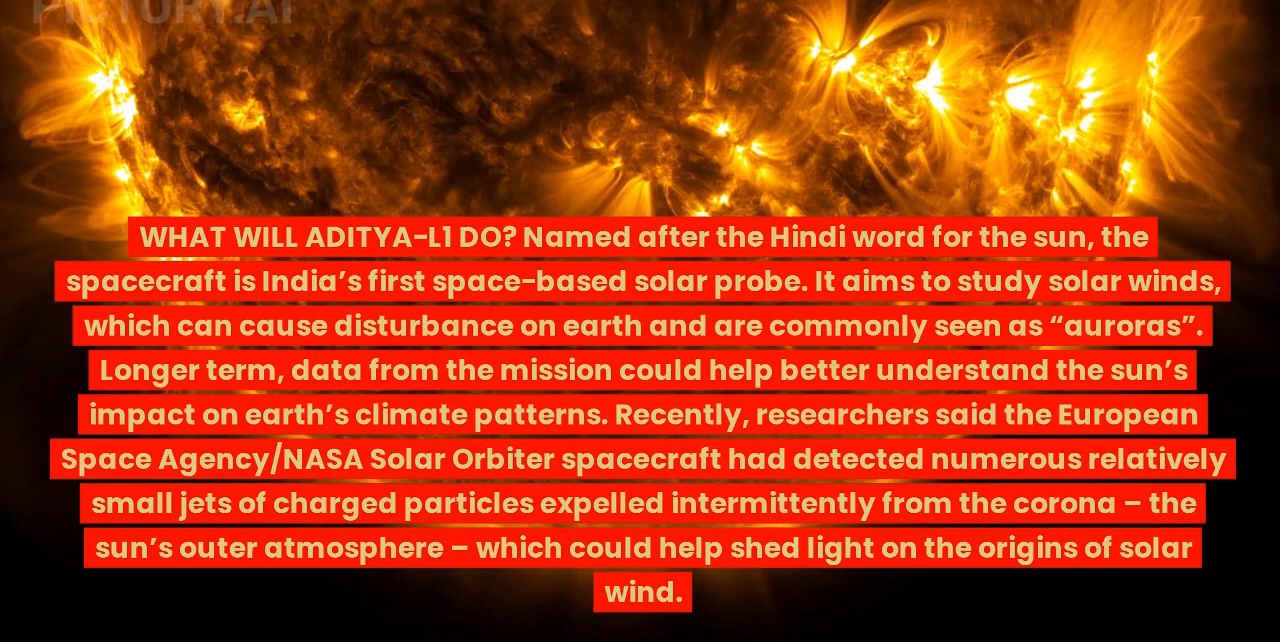 PICTORY.AI
WHAT WILL ADITYA-L1 DO? Named after the Hindi word for the sun, the
spacecraft is India’s first space-based solar probe. It aims to study solar winds,
which can cause disturbance on earth and are commonly seen as “auroras”.
Longer term, data from the mission could help better understand the sun’s
impact on earth’s climate patterns. Recently, researchers said the European
Space Agency/NASA Solar Orbiter spacecraft had detected numerous relatively
small jets of charged particles expelled intermittently from the corona – the
sun’s outer atmosphere – which could help shed light on the origins of solar
wind.